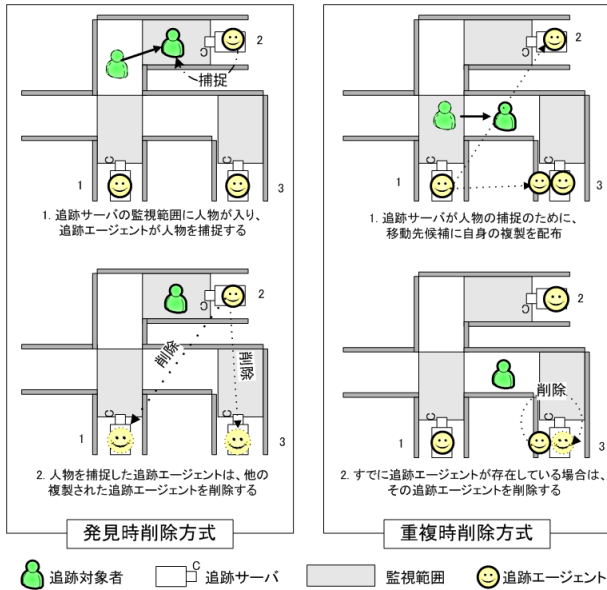 C
2
捕捉
C
C
1
3
1. 追跡サーバの監視範囲に人物が入り、
追跡エージェントが人物を捕捉する
C
2
削除
削除
C
C
1
3
2. 人物を捕捉した追跡エージェントは、他の
複製された追跡エージェントを削除する
発見時削除方式
C
2
C
C
1
3
1. 追跡サーバが人物の捕捉のために、
移動先候補に自身の複製を配布
C
2
削除
C
C
1
3
2. すでに追跡エージェントが存在している場合は、
その追跡エージェントを削除する
重複時削除方式
追跡対象者
C
追跡サーバ
監視範囲
追跡エージェント